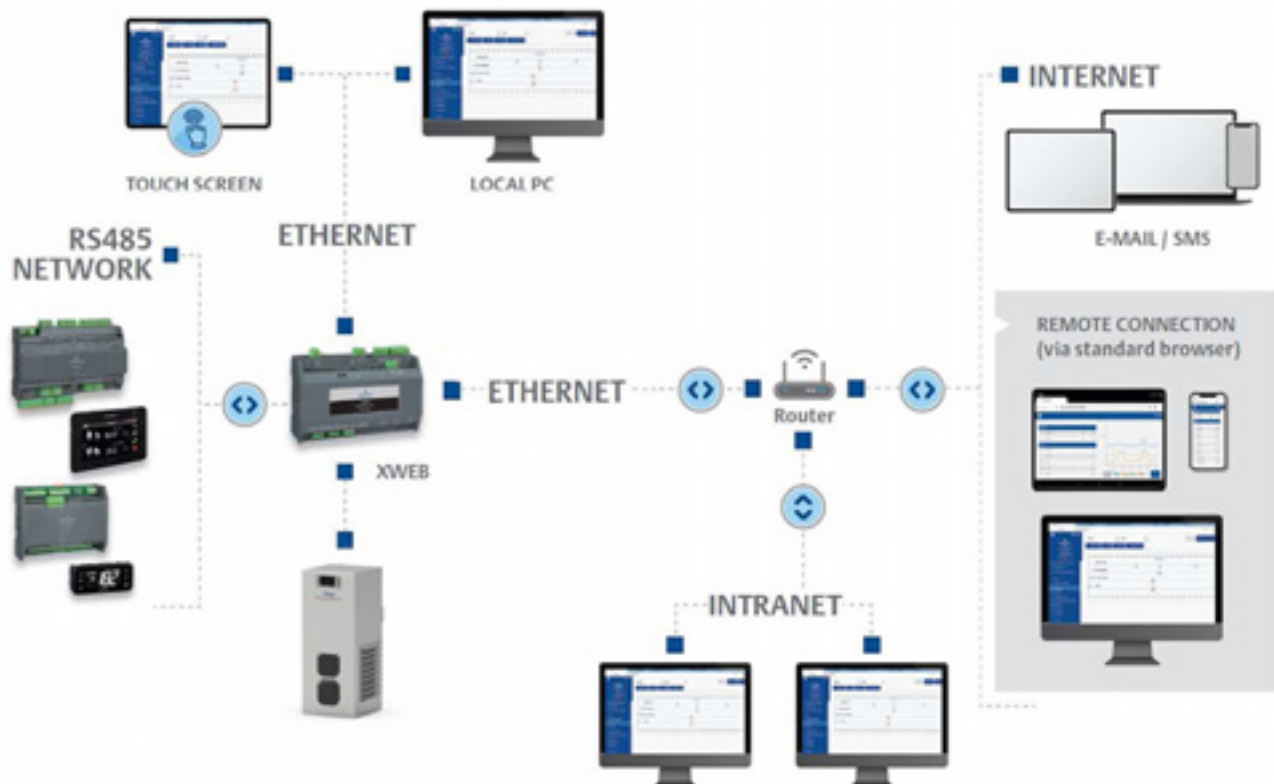 TOUCH SCREEN
LOCAL PC
INTERNET
E-MAIL / SMS
RS485
NETWORK
ETHERNET
REMOTE CONNECTION
(via standard browser)
ETHERNET
Router
XWEB
INTRANET